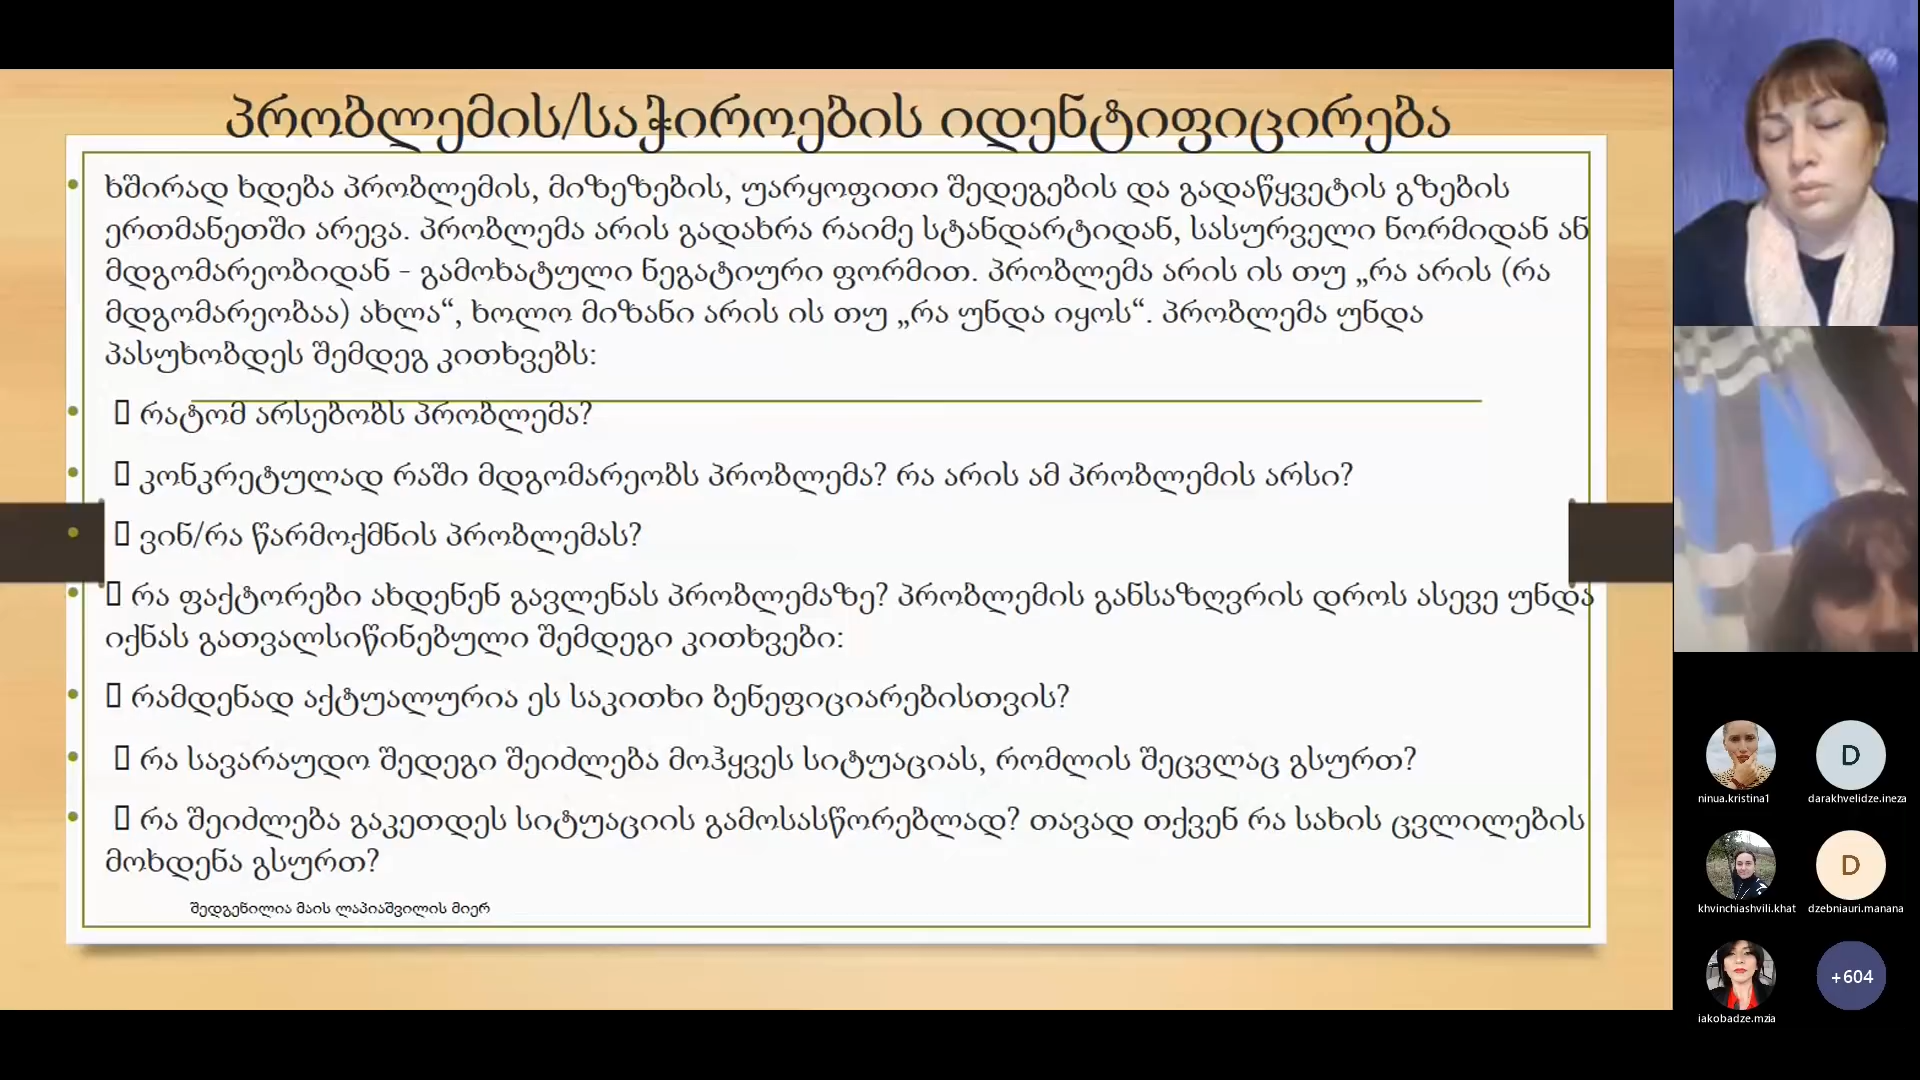 პრობლემის/საჭიროების იდენტიფიცირება
• ხშირად ხდება პრობლემის, მიზეზების, უარყოფითი შედეგების და გადაწყვეტის გზების
ერთმანეთში არევა. პრობლემა არის გადახრა რაიმე სტანდარტიდან, სასურველი ნორმიდან ან
მდგომარეობიდან - გამოხატული ნეგატიური ფორმით. პრობლემა არის ის თუ „რა არის (რა
მდგომარეობაა) ახლა“, ხოლო მიზანი არის ის თუ „რა უნდა იყოს“. პრობლემა უნდა
პასუხობდეს შემდეგ კითხვებს:
• რატომ არსებობს პრობლემა?
• კონკრეტულად რაში მდგომარეობს პრობლემა? რა არის ამ პრობლემის არსი?
• ვინ/რა წარმოქმნის პრობლემას?
• რა ფაქტორები ახდენენ გავლენას პრობლემაზე? პრობლემის განსაზღვრის დროს ასევე უნდა
იქნას გათვალსიწინებული შემდეგი კითხვები:
• რამდენად აქტუალურია ეს საკითხი ბენეფიციარებისთვის?
• რა სავარაუდო შედეგი შეიძლება მოჰყვეს სიტუაციას, რომლის შეცვლაც გსურთ?
• რა შეიძლება გაკეთდეს სიტუაციის გამოსასწორებლად? თავად თქვენ რა სახის ცვლილების
მოხდენა გსურთ?
შედგენილია მაის ლაპიაშვილის მიერ
D
ninua.kristina1
darakhvelidze.ineza
D
khvinchiashvili.khat
dzebniauri.manana
+604
iakobadze.mzia